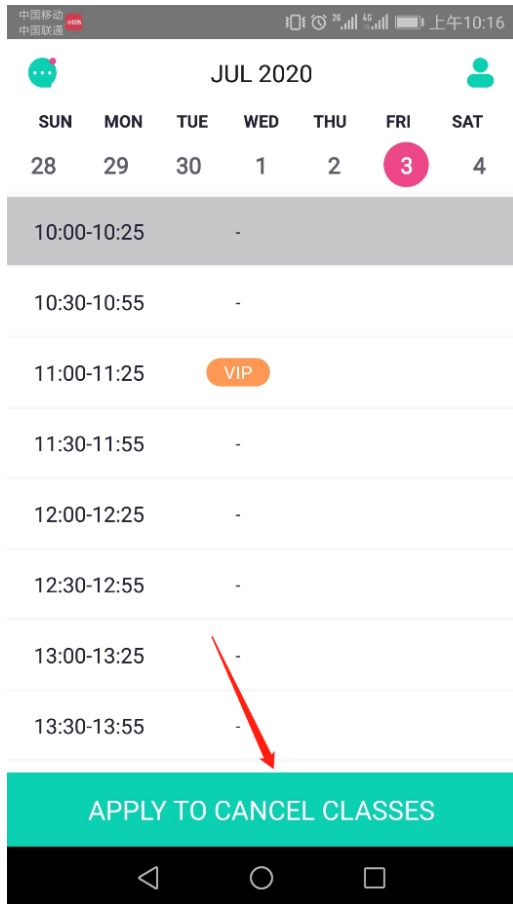 中国移动
中国联通
26 46 上午10:16
JUL 2020
SUN MON TUE WED THU FRI SAT
28 29 30 1 2 3 4
10:00-10:25 -
10:30-10:55 -
11:00-11:25 VIP
11:30-11:55 -
12:00-12:25 -
12:30-12:55 -
13:00-13:25 -
13:30-13:55 -
APPLY TO CANCEL CLASSES